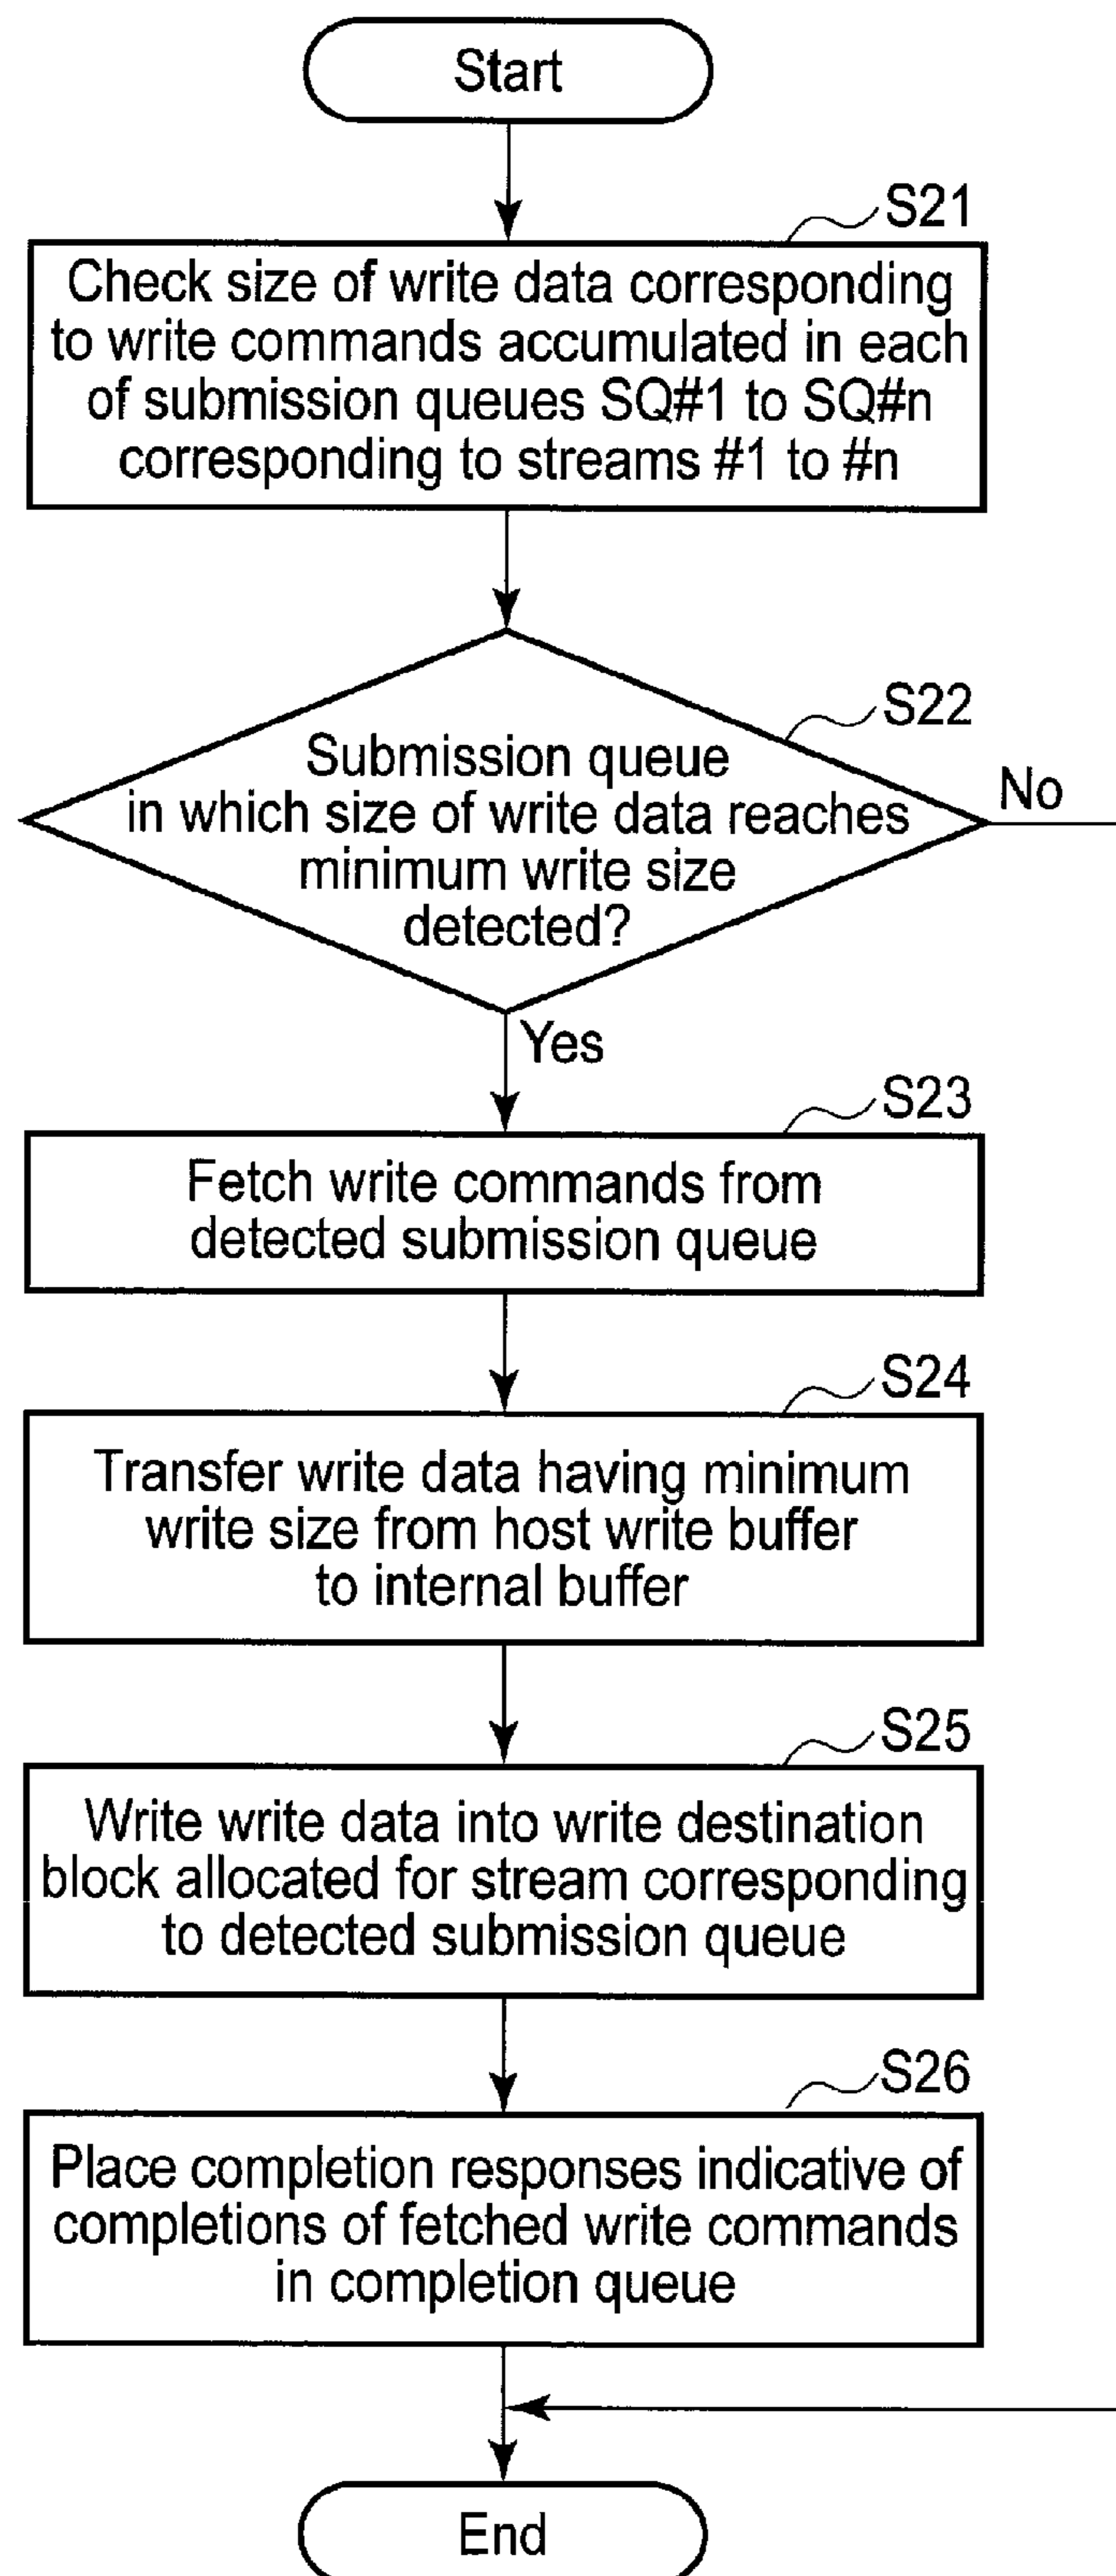 Start
S21
Check size of write data corresponding
to write commands accumulated in each
of submission queues SQ#1 to SQ#n
corresponding to streams #1 to #n
S22
Submission queue
in which size of write data reaches
minimum write size
detected?
No
Yes
S23
Fetch write commands from
detected submission queue
S24
Transfer write data having minimum
write size from host write buffer
to internal buffer
S25
Write write data into write destination
block allocated for stream corresponding
to detected submission queue
S26
Place completion responses indicative of
completions of fetched write commands
in completion queue
End